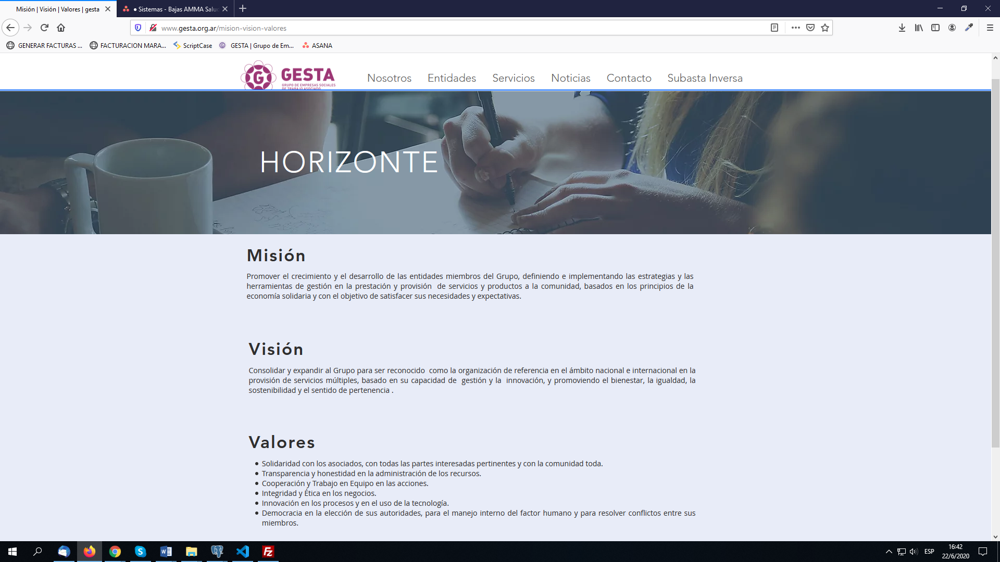 Misión | Visión | Valores | gesta
● Sistemas - Bajas AMMA Salu
www.gesta.org.ar/mision-vision-valores
GENERAR FACTURAS ...
FACTURACION MARA...
ScriptCase
GESTA | Grupo de Em...
ASANA
G GESTA
GRUPO DE EMPRESAS SOCIALES
DE TRABAJO ASOCIADO
Nosotros
Entidades
Servicios
Noticias
Contacto
Subasta Inversa
HORIZONTE
Misión
Promover el crecimiento y el desarrollo de las entidades miembros del Grupo, definiendo e implementando las estrategias y las
herramientas de gestión en la prestación y provisión de servicios y productos a la comunidad, basados en los principios de la
economía solidaria y con el objetivo de satisfacer sus necesidades y expectativas.
Visión
Consolidar y expandir al Grupo para ser reconocido como la organización de referencia en el ámbito nacional e internacional en la
provisión de servicios múltiples, basado en su capacidad de gestión y la innovación, y promoviendo el bienestar, la igualdad, la
sostenibilidad y el sentido de pertenencia .
Valores
● Solidaridad con los asociados, con todas las partes interesadas pertinentes y con la comunidad toda.
● Transparencia y honestidad en la administración de los recursos.
● Cooperación y Trabajo en Equipo en las acciones.
● Integridad y Ética en los negocios.
● Innovación en los procesos y en el uso de la tecnología.
● Democracia en la elección de sus autoridades, para el manejo interno del factor humano y para resolver conflictos entre sus
miembros.
ESP
16:42
22/6/2020